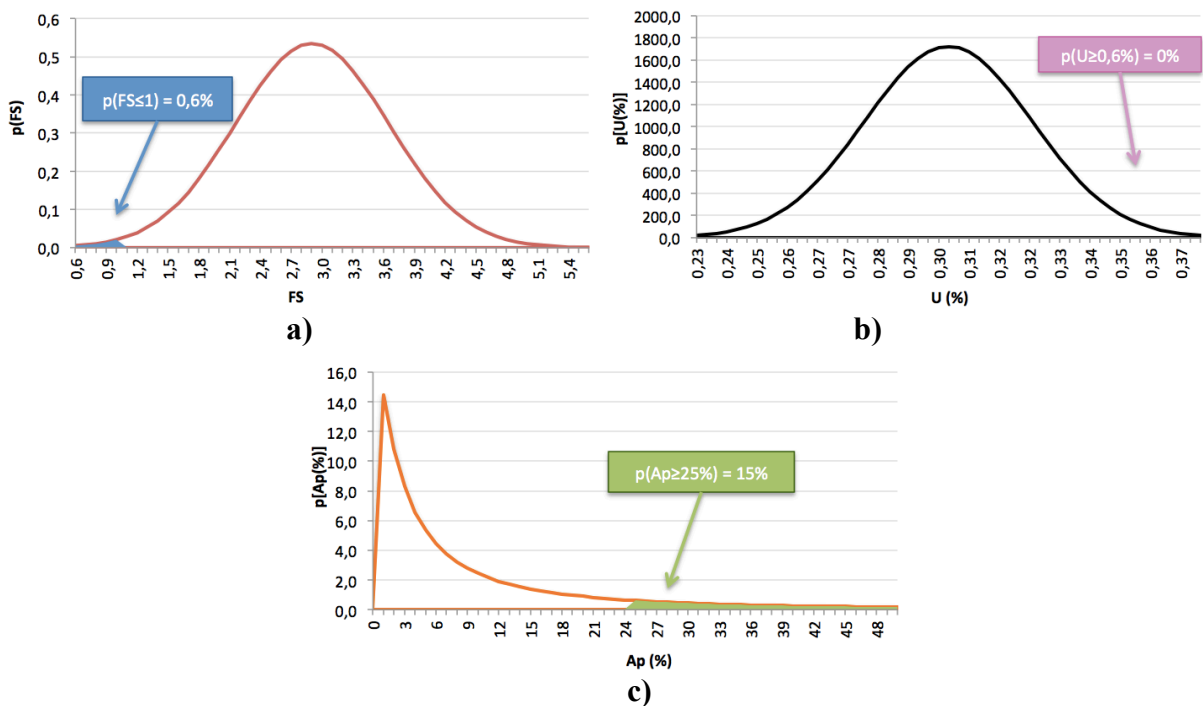 0,6
0,5
0,4
0,3
0,2
0,1
0,0
p(FS)
p(FS≤1) = 0,6%
0,6 0,9 1,2 1,5 1,8 2,1 2,4 2,7 3,0 3,3 3,6 3,9 4,2 4,5 4,8 5,1 5,4
FS
a)
2000,0
1800,0
1600,0
1400,0
1200,0
1000,0
800,0
600,0
400,0
200,0
0,0
p[U(%)]
p(U≥0,6%) = 0%
0,23 0,24 0,25 0,26 0,27 0,28 0,29 0,30 0,31 0,32 0,32 0,34 0,35 0,36 0,37
U (%)
b)
16,0
14,0
12,0
10,0
8,0
6,0
4,0
2,0
0,0
p[Ap(%)]
p(Ap≥25%) = 15%
0 3 6 9 12 15 18 21 24 27 30 33 36 39 42 45 48
Ap (%)
c)